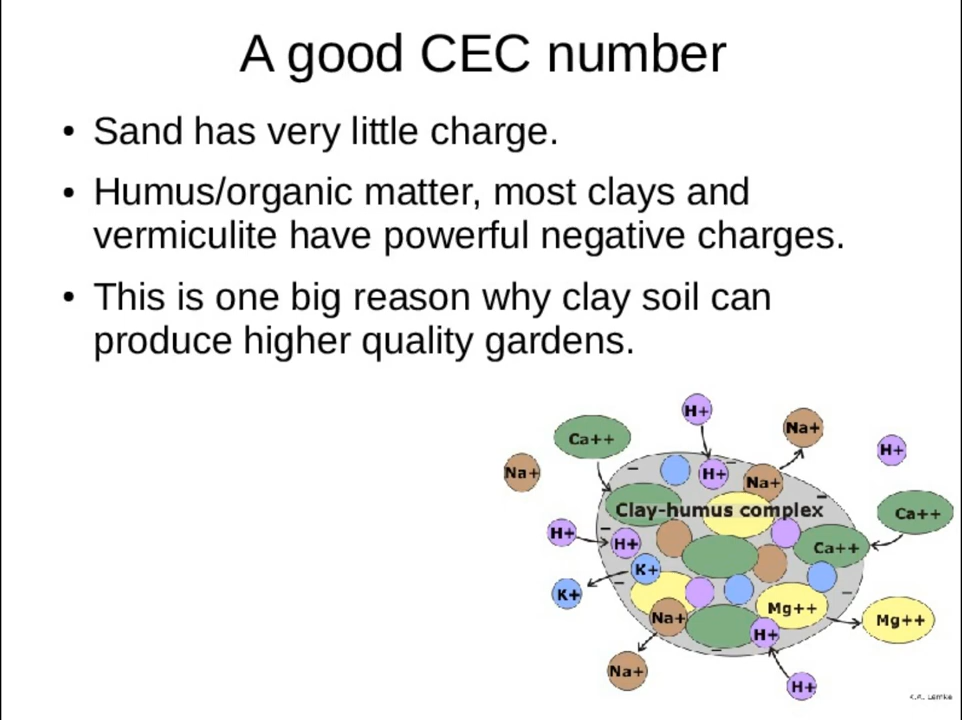 A good CEC number
• Sand has very little charge.
• Humus/organic matter, most clays and
vermiculite have powerful negative charges.
• This is one big reason why clay soil can
produce higher quality gardens.
H+
Ca++
Na+
H+
Na+
H+
Na+
Clay-humus complex
Ca++
H+
H+
Ca++
K+
K+
Mg++
Na+
Mg++
H+
Na+
H+
K.A. Lemke